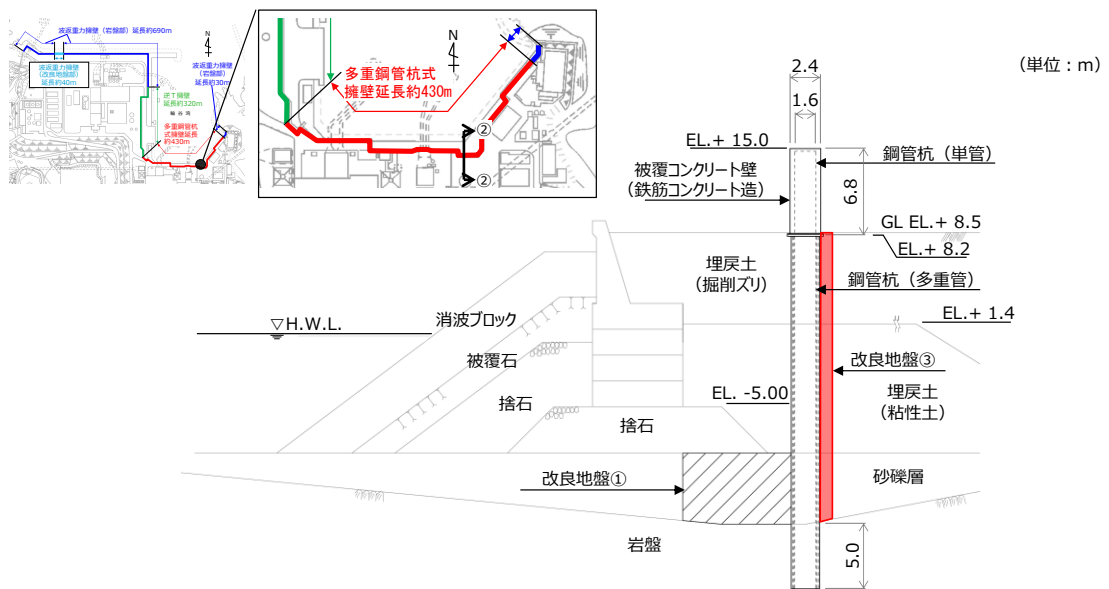 波返重力擁壁（岩盤部）延長約690m
波返重力擁壁
（改良地盤部）
延長約40m
波返重力擁壁
（岩盤部）
延長約30m
逆T擁壁
延長約320m
輪谷湾
多重鋼管杭
式擁壁延長
約430m
N
N
多重鋼管杭式
擁壁延長約430m
②
②
（単位：m）
2.4
1.6
EL.+ 15.0
鋼管杭（単管）
被覆コンクリート壁
（鉄筋コンクリート造）
6.8
GL EL.+ 8.5
EL.+ 8.2
埋戻土
（掘削ズリ）
鋼管杭（多重管）
▽H.W.L.
消波ブロック
EL.+ 1.4
被覆石
改良地盤③
捨石
EL. -5.00
埋戻土
（粘性土）
捨石
改良地盤①
砂礫層
岩盤
5.0